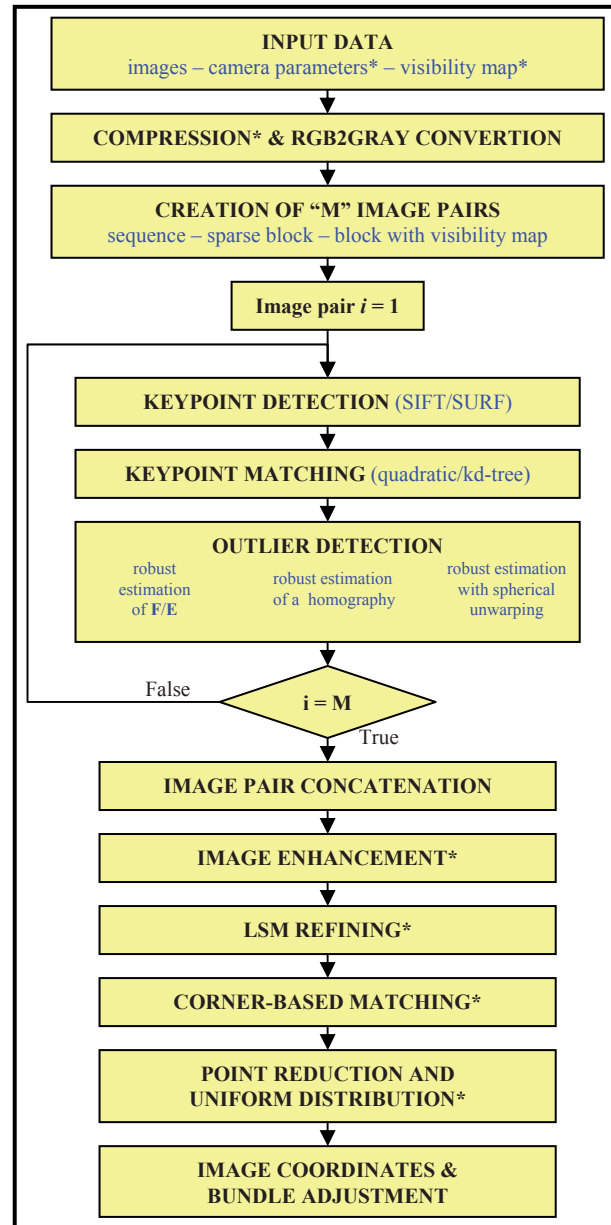 INPUT DATA
images – camera parameters* – visibility map*
COMPRESSION* & RGB2GRAY CONVERTION
CREATION OF “M” IMAGE PAIRS
sequence – sparse block – block with visibility map
Image pair i = 1
KEYPOINT DETECTION (SIFT/SURF)
KEYPOINT MATCHING (quadratic/kd-tree)
OUTLIER DETECTION
robust
estimation
of F/E
robust estimation
of a homography
robust estimation
with spherical
unwarping
False
i = M
True
IMAGE PAIR CONCATENATION
IMAGE ENHANCEMENT*
LSM REFINING*
CORNER-BASED MATCHING*
POINT REDUCTION AND
UNIFORM DISTRIBUTION*
IMAGE COORDINATES &
BUNDLE ADJUSTMENT